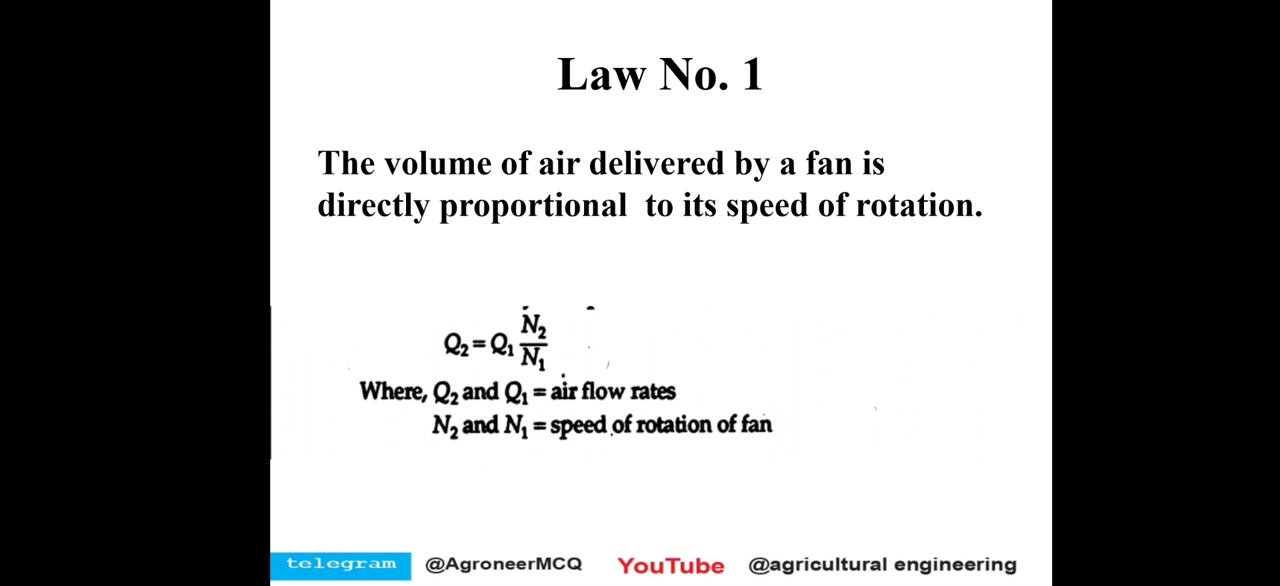 Law No. 1
The volume of air delivered by a fan is
directly proportional to its speed of rotation.
Q₂ = Q₁ N₂/N₁
Where, Q₂ and Q₁ = air flow rates
N₂ and N₁ = speed of rotation of fan
telegram @AgroneerMCQ YouTube @agricultural engineering